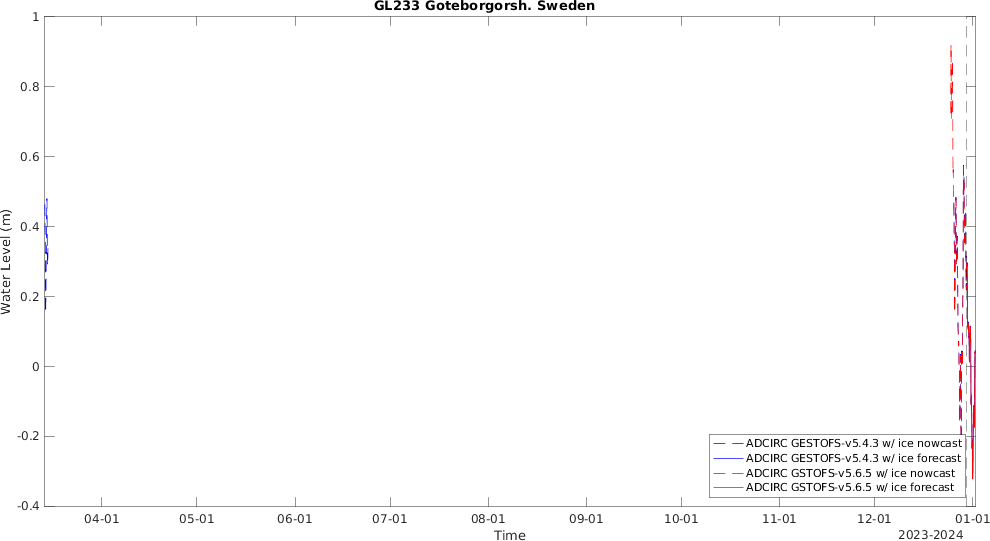 GL233 Goteborgorsh. Sweden
1
0.8
0.6
0.4
0.2
0
-0.2
-0.4
Water Level (m)
ADCIRC GESTOFS-v5.4.3 w/ ice nowcast
ADCIRC GESTOFS-v5.4.3 w/ ice forecast
ADCIRC GSTOFS-v5.6.5 w/ ice nowcast
ADCIRC GSTOFS-v5.6.5 w/ ice forecast
04-01 05-01 06-01 07-01 08-01 09-01 10-01 11-01 12-01 01-01
Time
2023-2024